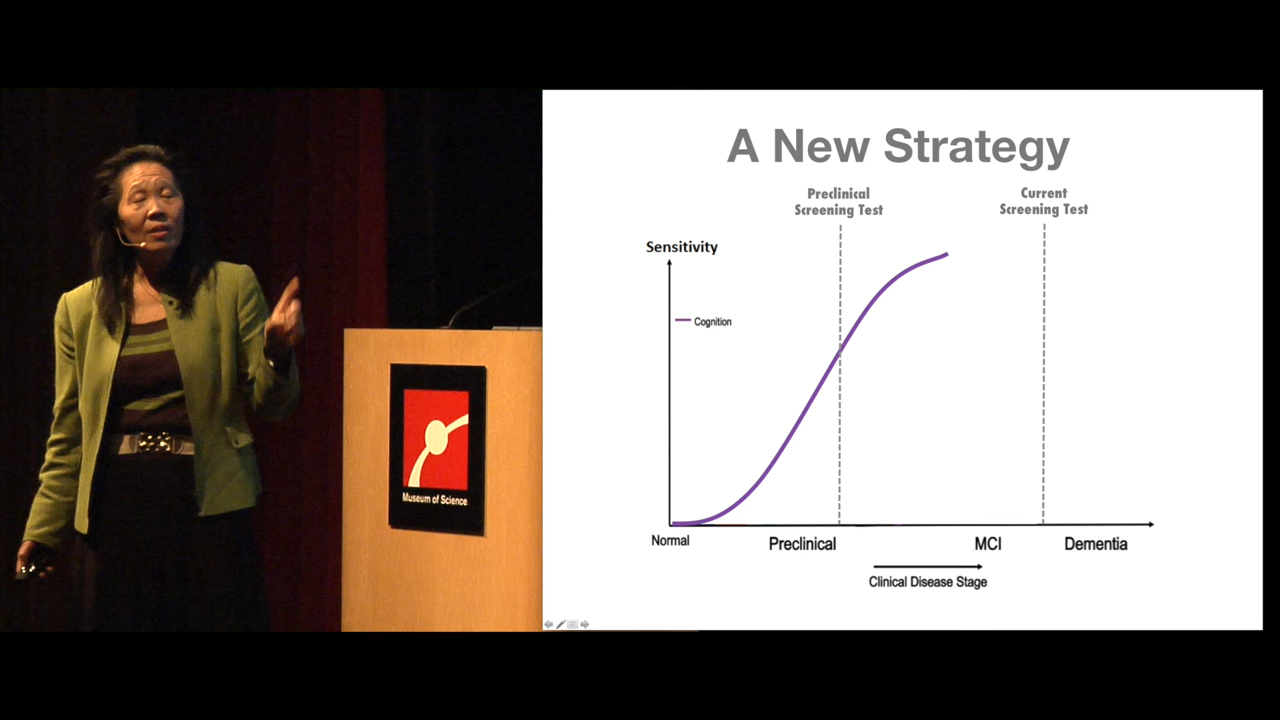 A New Strategy
Preclinical
Screening Test
Current
Screening Test
Sensitivity
Cognition
Normal
Preclinical
MCI
Dementia
Clinical Disease Stage
Museum of Science